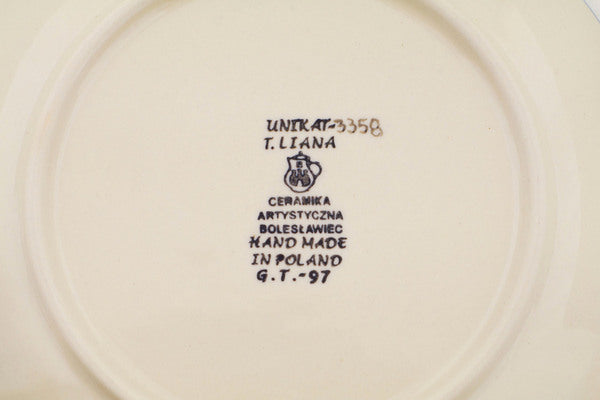 UNIKAT-3358
T. LIANA
CERAMIKA
ARTYSTYCZNA
BOLESŁAWIEC
HAND MADE
IN POLAND
G.T.-97